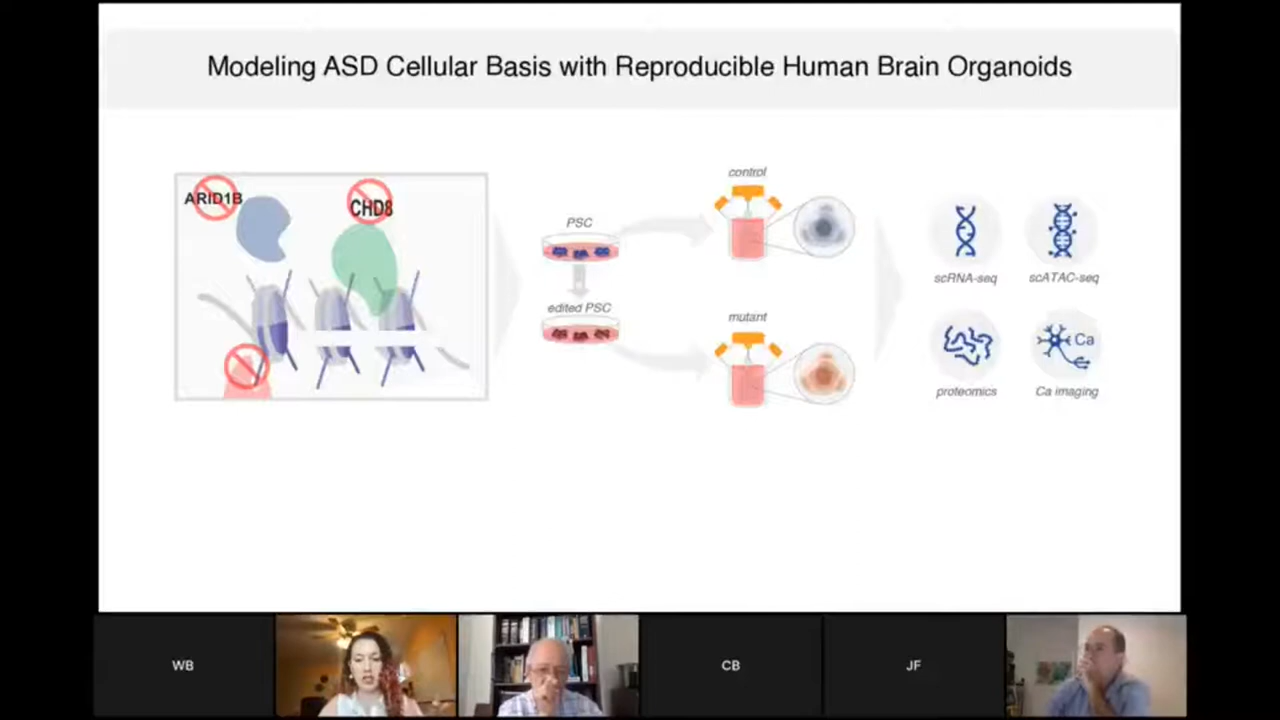 Modeling ASD Cellular Basis with Reproducible Human Brain Organoids
ARID1B
CHD8
PSC
edited PSC
control
mutant
scRNA-seq
scATAC-seq
Ca
proteomics
Ca imaging
WB
CB
JF